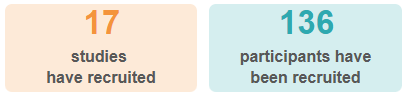 17
studies
have recruited
136
participants have
been recruited